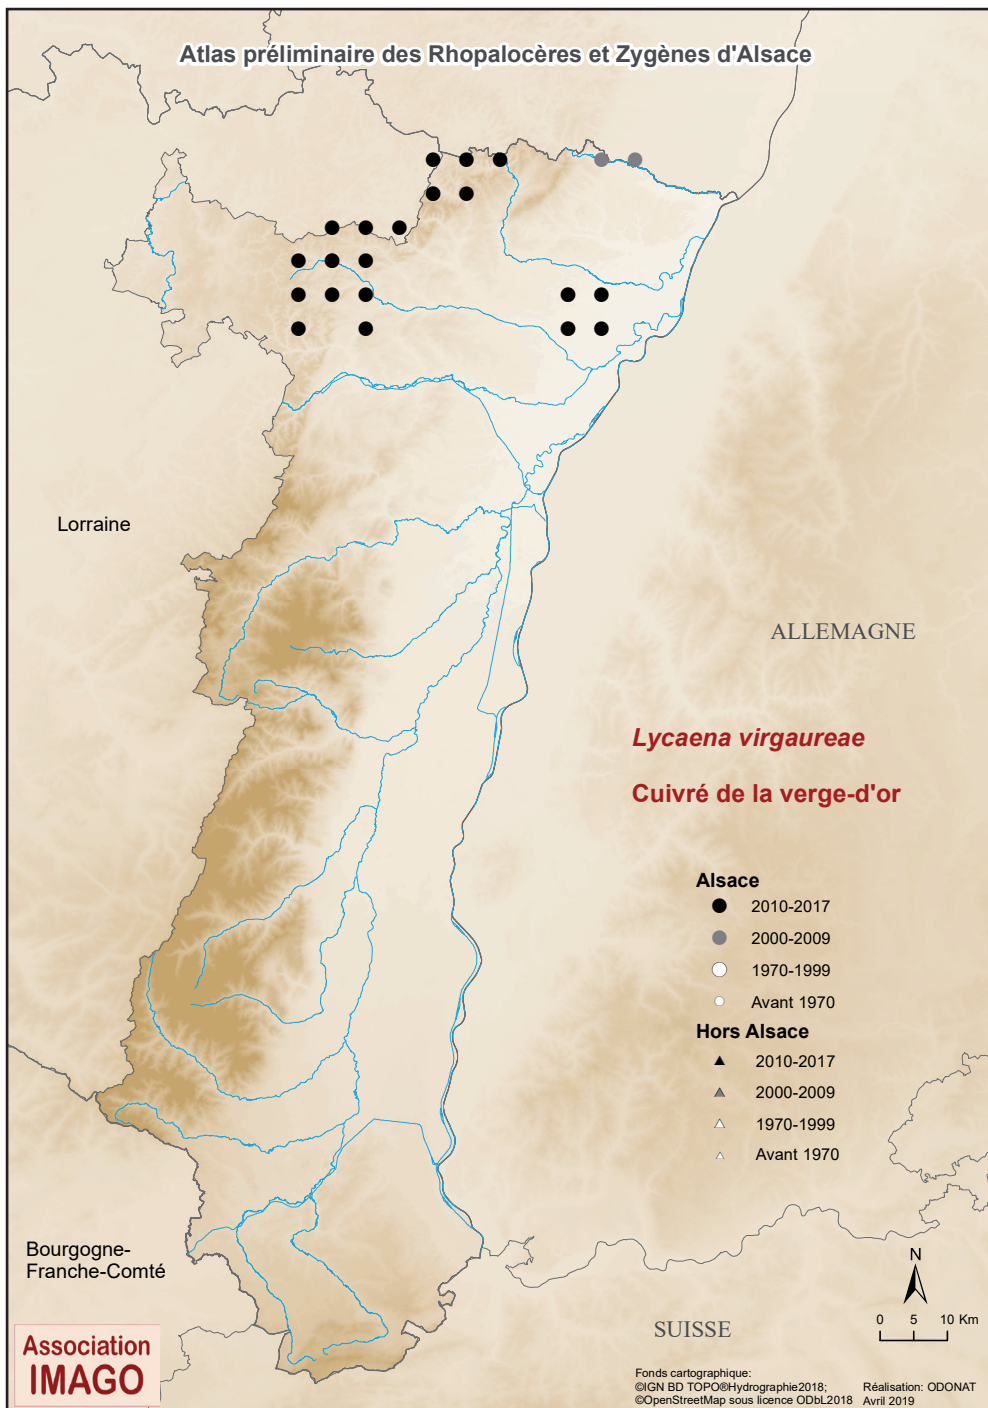 Atlas préliminaire des Rhopalocères et Zygènes d'Alsace
Lorraine
ALLEMAGNE
Lycaena virgaureae
Cuivré de la verge-d'or
Alsace
2010-2017
2000-2009
1970-1999
Avant 1970
Hors Alsace
2010-2017
2000-2009
1970-1999
Avant 1970
Bourgogne-
Franche-Comté
N
0 5 10 Km
SUISSE
Association
IMAGO
Fonds cartographique:
©IGN BD TOPO®Hydrographie2018;
©OpenStreetMap sous licence ODbL2018
Réalisation: ODONAT
Avril 2019